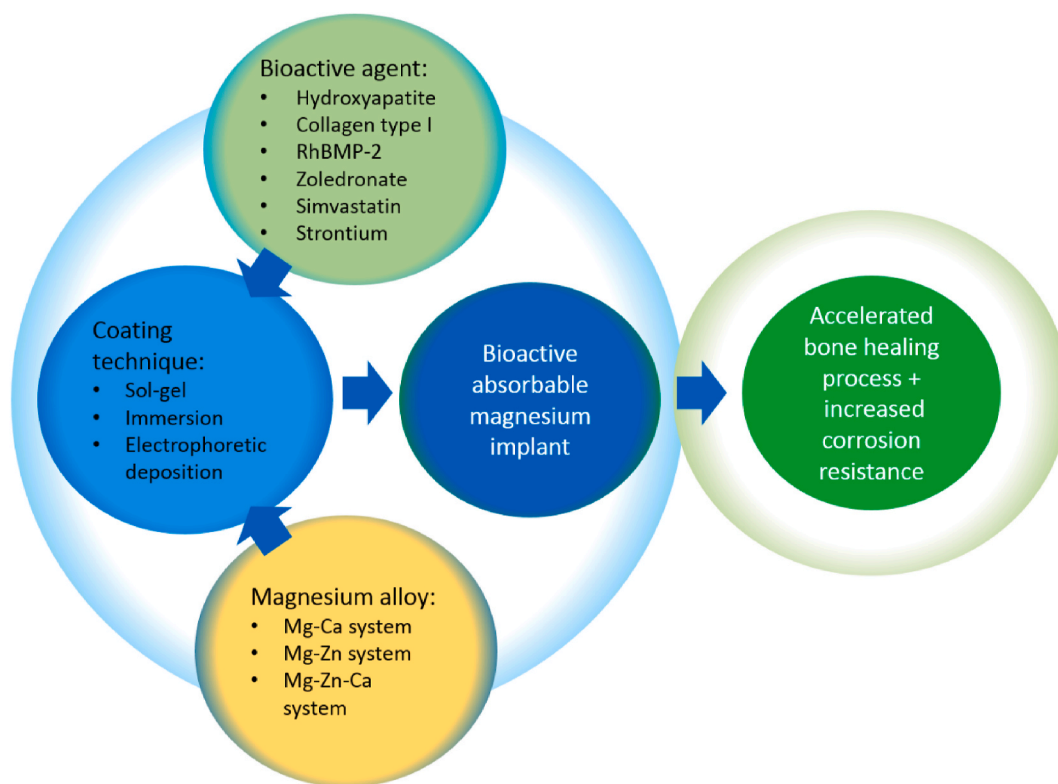 Bioactive agent:
• Hydroxyapatite
• Collagen type I
• RhBMP-2
• Zoledronate
• Simvastatin
• Strontium
Coating
technique:
• Sol-gel
• Immersion
• Electrophoretic
deposition
Bioactive
absorbable
magnesium
implant
Accelerated
bone healing
process +
increased
corrosion
resistance
Magnesium alloy:
• Mg-Ca system
• Mg-Zn system
• Mg-Zn-Ca
system